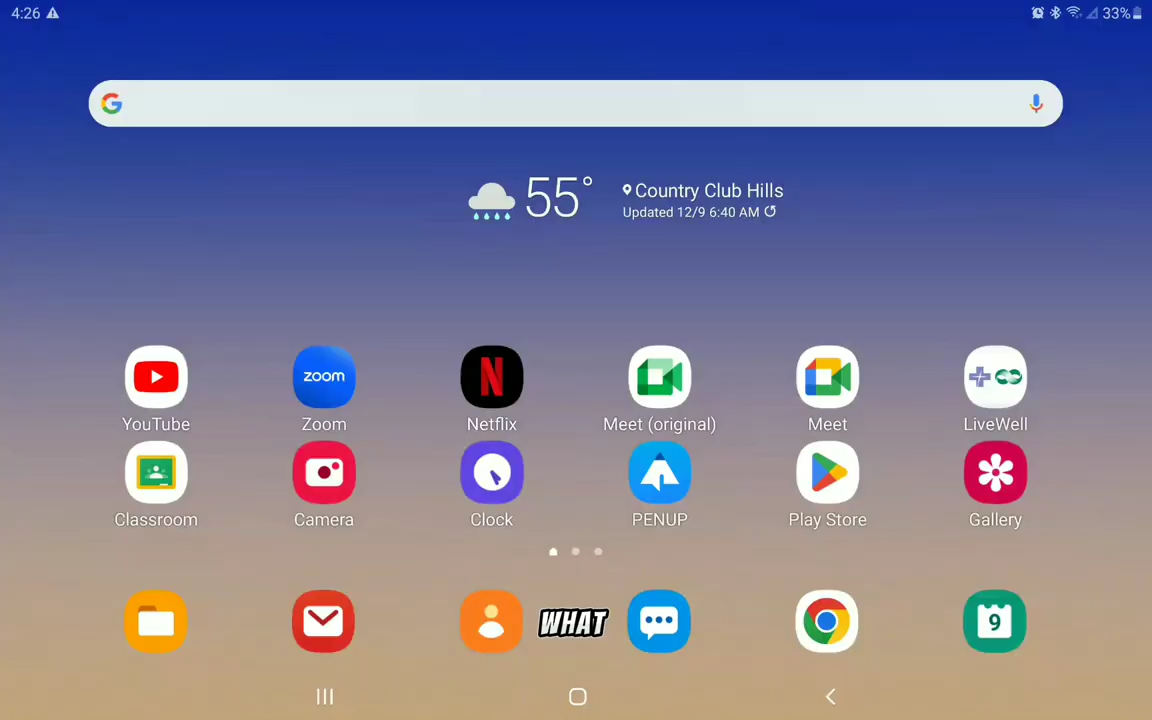 4:26 33%
55°
Country Club Hills
Updated 12/9 6:40 AM
zoom
N
YouTube Zoom Netflix Meet (original) Meet LiveWell
Classroom Camera Clock PENUP Play Store Gallery
WHAT
9